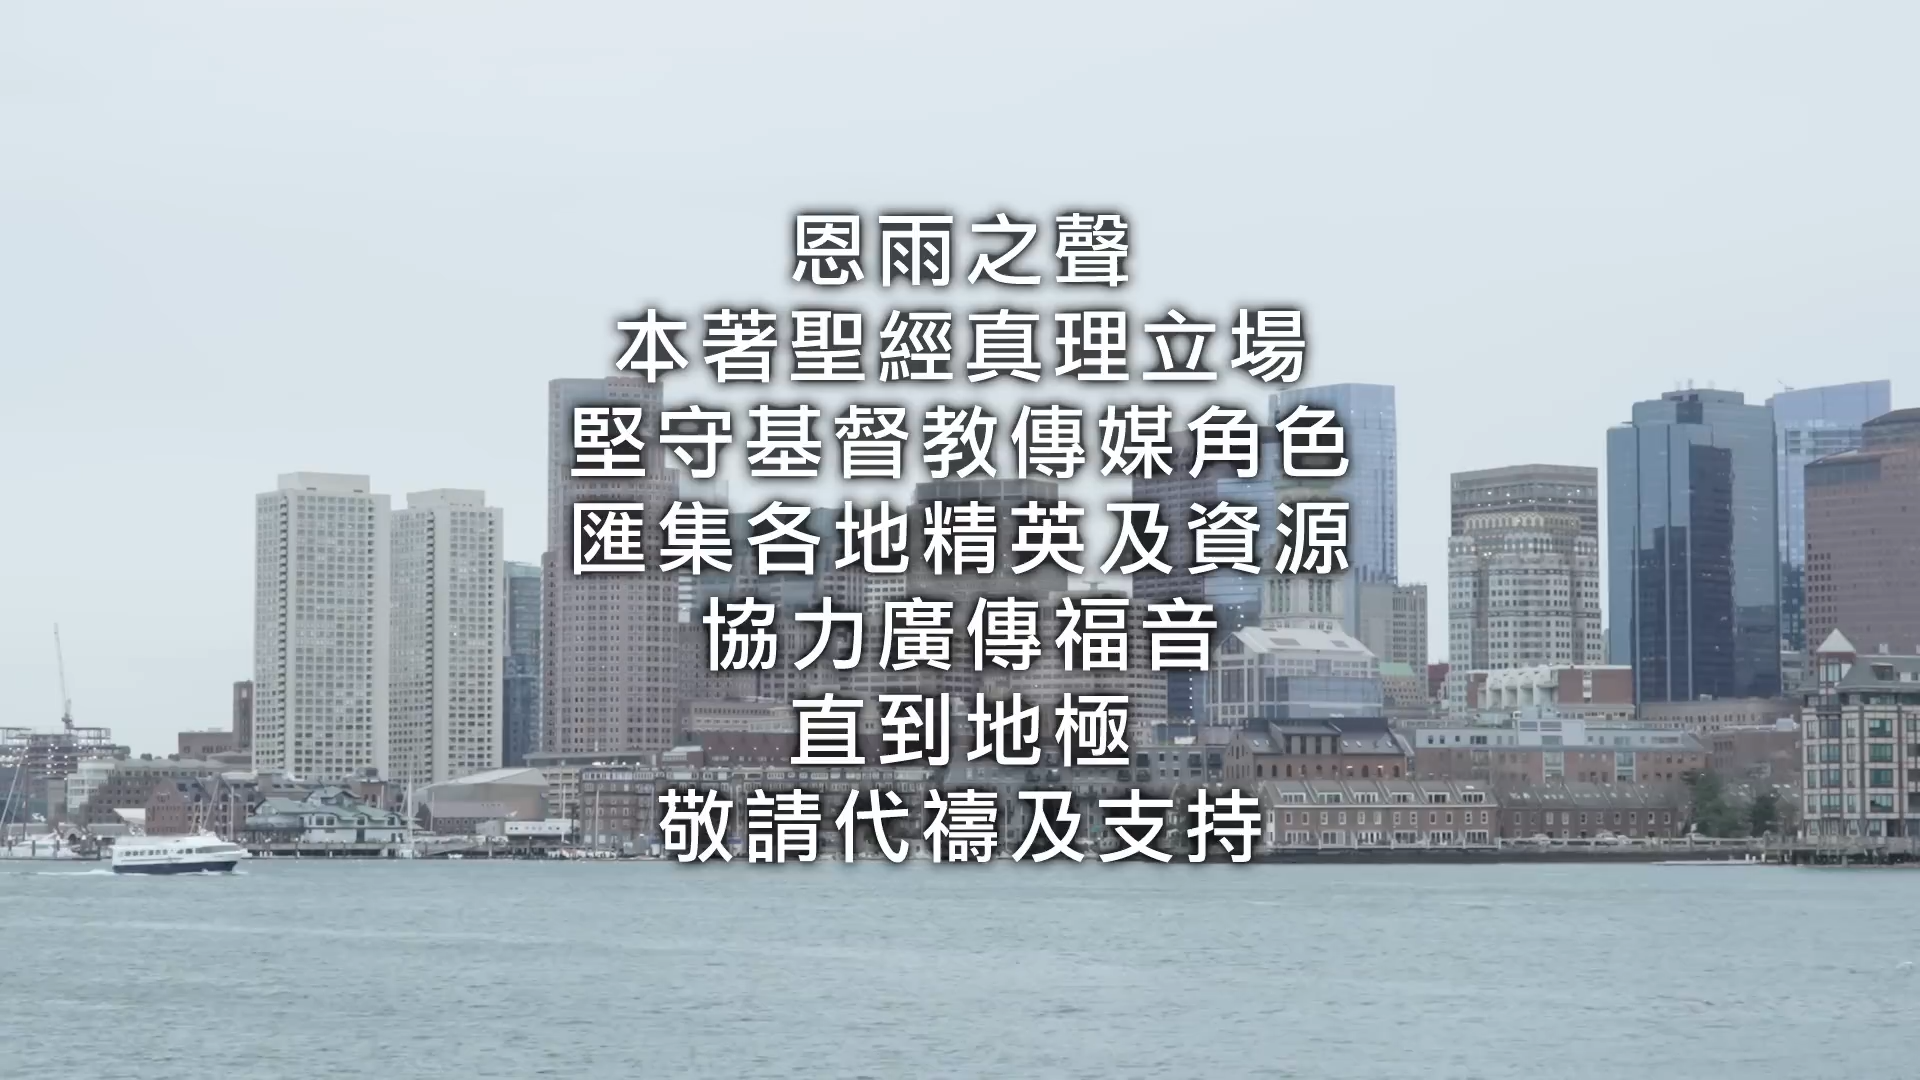 恩雨之聲
本著聖經真理立場
堅守基督教傳媒角色
匯集各地精英及資源
協力廣傳福音
直到地極
敬請代禱及支持